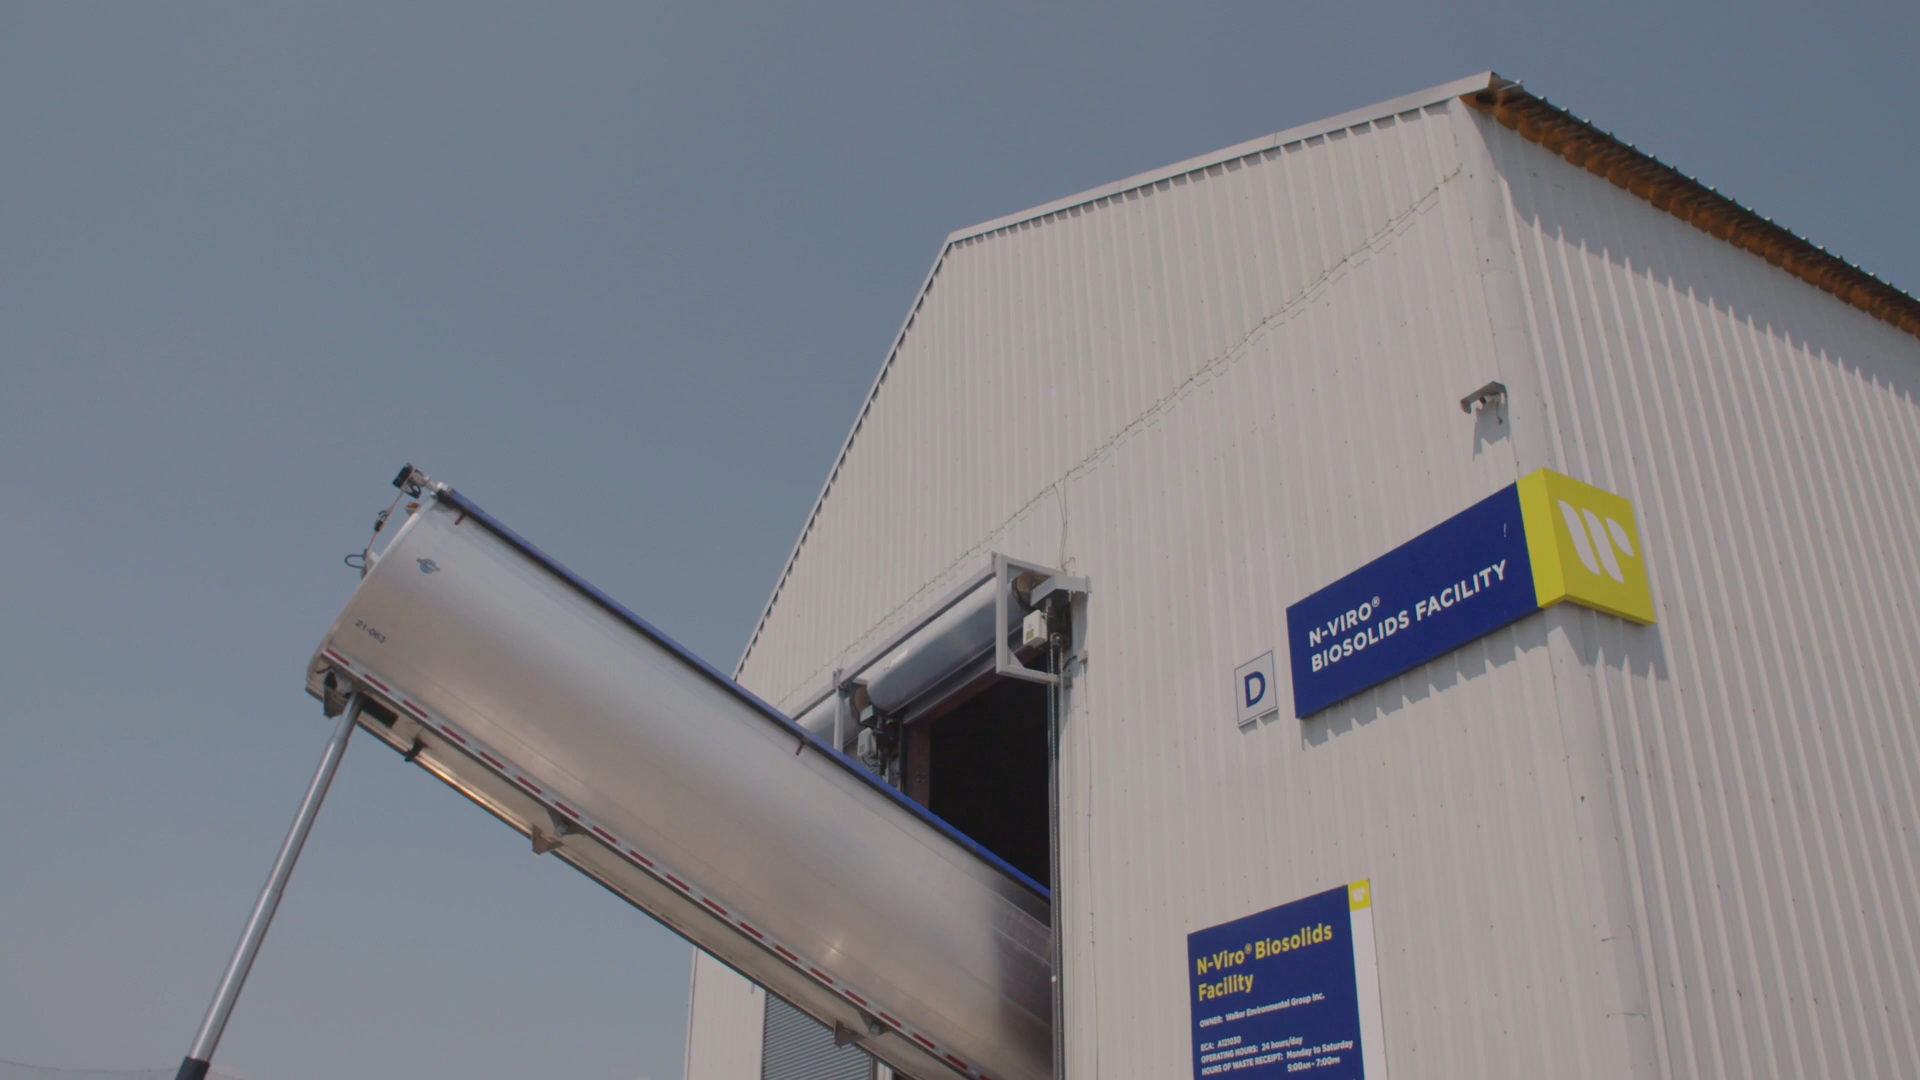 21-063
N-VIRO®
BIOSOLIDS FACILITY
D
N-Viro® Biosolids
Facility
OWNER: Walker Environmental Group Inc.
ECA: A121030
OPERATING HOURS: 24 hours/day
HOURS OF WASTE RECEIPT: Monday to Saturday
5:00AM - 7:00PM